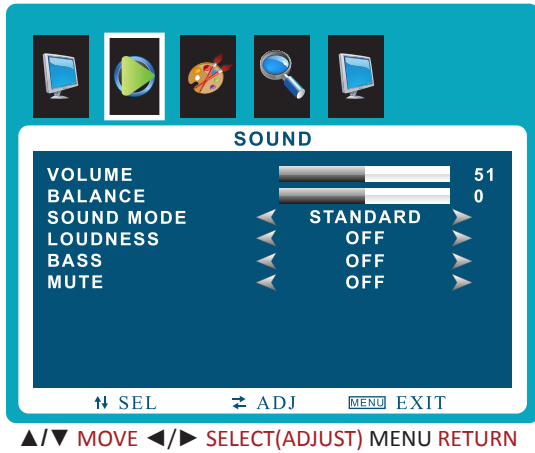 SOUND
VOLUME 51
BALANCE 0
SOUND MODE ◀ STANDARD ▶
LOUDNESS ◀ OFF ▶
BASS ◀ OFF ▶
MUTE ◀ OFF ▶
⇅ SEL ⇄ ADJ MENU EXIT
▲/▼ MOVE ◀/▶ SELECT(ADJUST) MENU RETURN